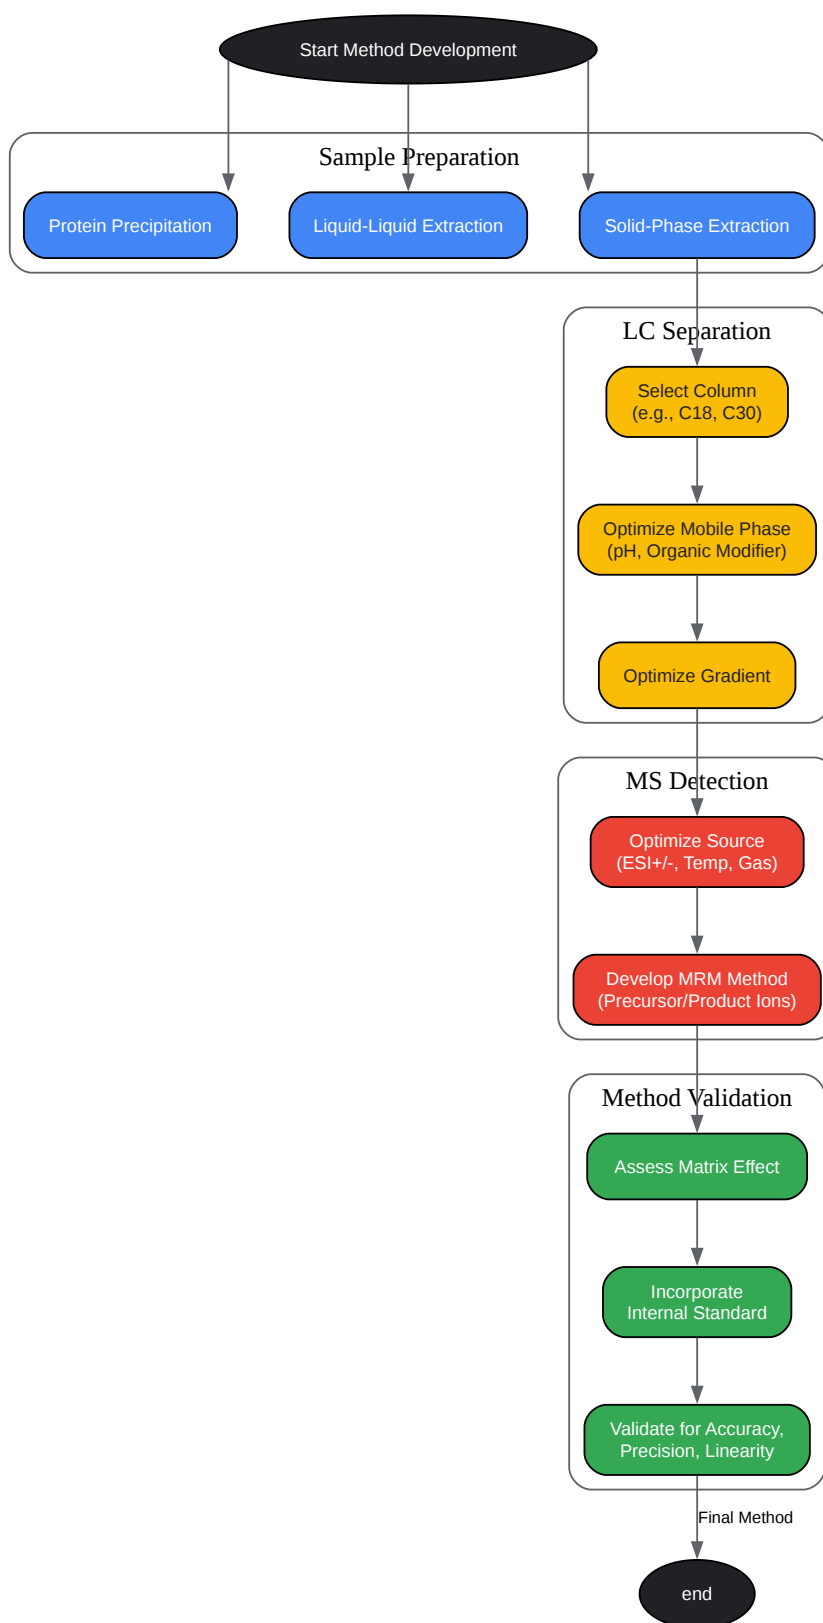 Start Method Development
Sample Preparation
Protein Precipitation
Liquid-Liquid Extraction
Solid-Phase Extraction
LC Separation
Select Column
(e.g., C18, C30)
Optimize Mobile Phase
(pH, Organic Modifier)
Optimize Gradient
MS Detection
Optimize Source
(ESI+/-, Temp, Gas)
Develop MRM Method
(Precursor/Product Ions)
Method Validation
Assess Matrix Effect
Incorporate
Internal Standard
Validate for Accuracy,
Precision, Linearity
Final Method
end